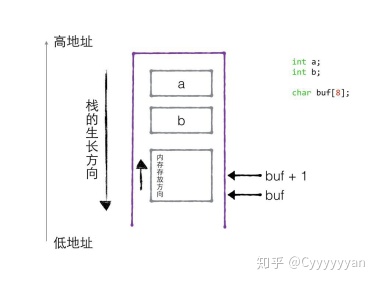 高地址
int a;
int b;
char buf[8];
a
b
栈的生长方向
内存存放方向
buf + 1
buf
低地址
知乎 @Cyyyyyyan